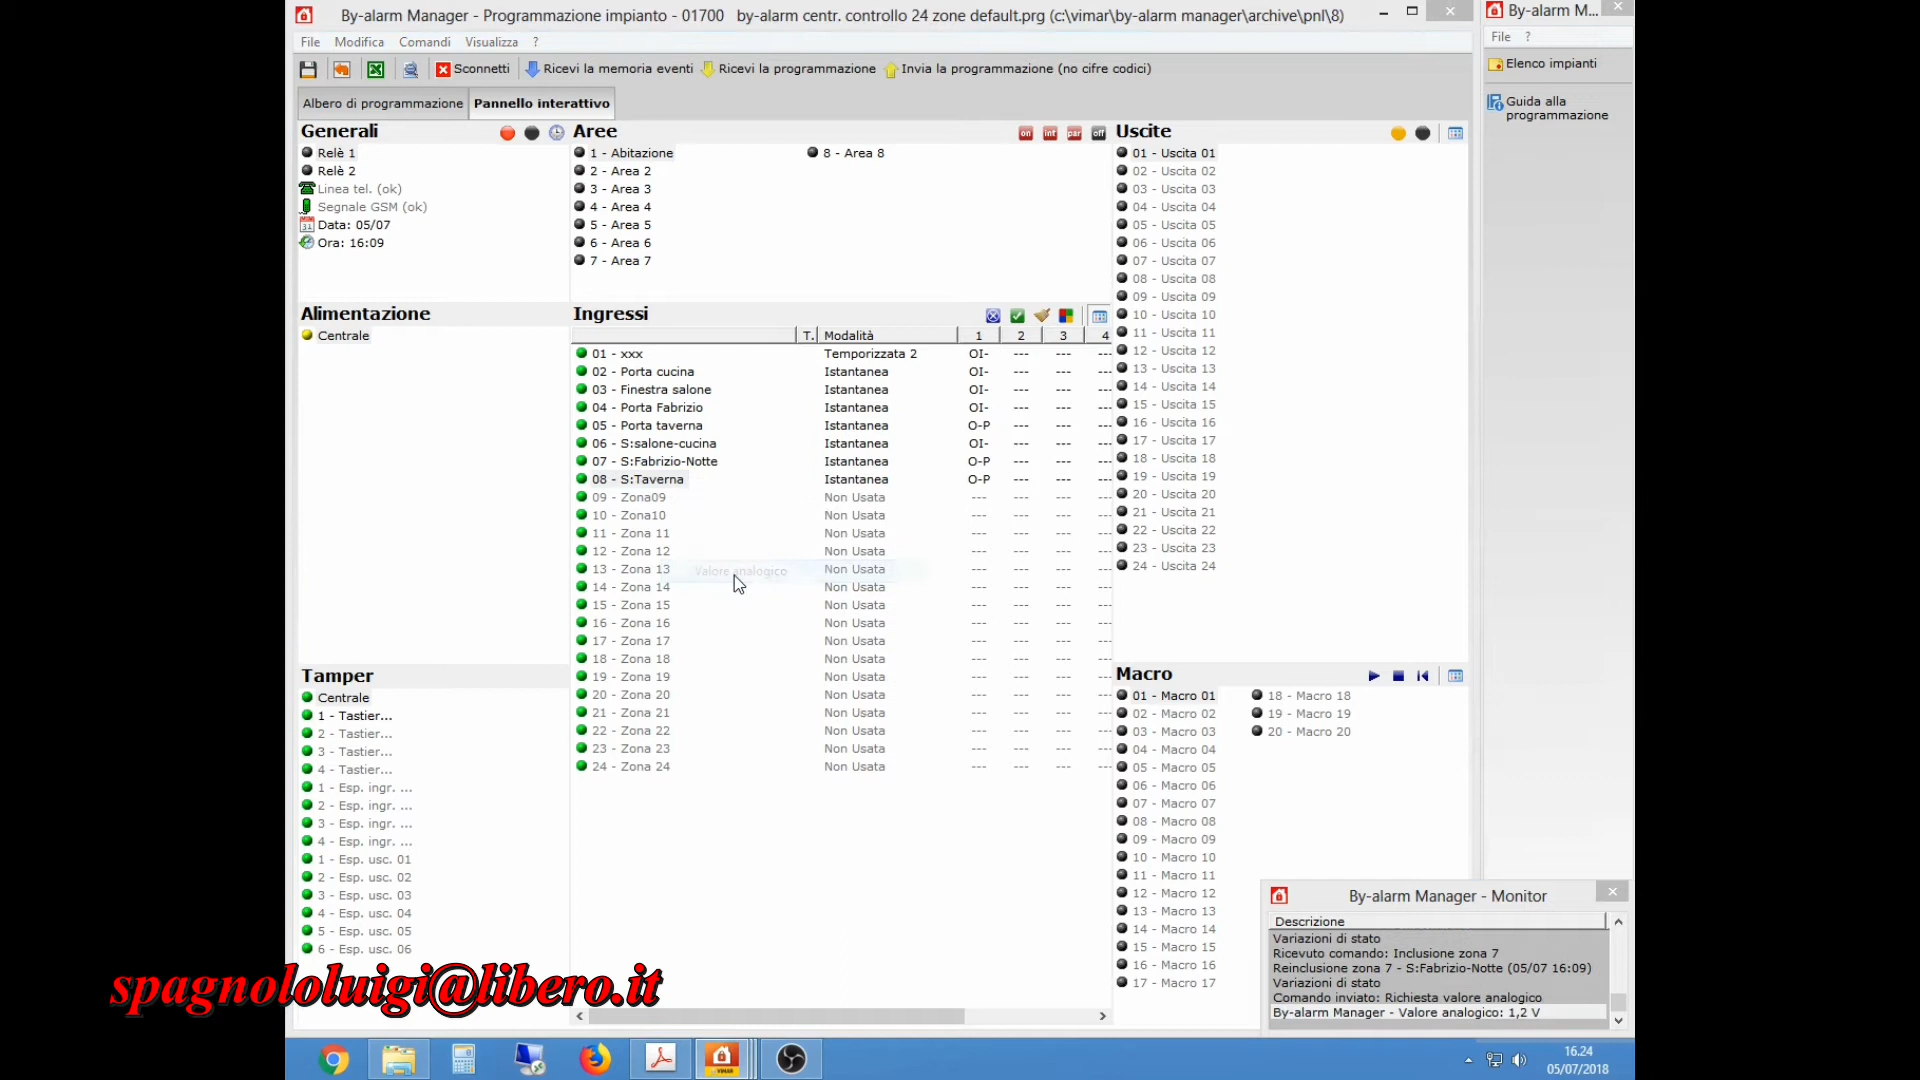 By-alarm Manager - Programmazione impianto - 01700 by-alarm centr. controllo 24 zone default.prg (c:\vimar\by-alarm manager\archive\pnl\8)
File Modifica Comandi Visualizza ?
Sconnetti Ricevi la memoria eventi Ricevi la programmazione Invia la programmazione (no cifre codici)
Albero di programmazione Pannello interattivo
Generali
Relè 1
Relè 2
Linea tel. (ok)
Segnale GSM (ok)
Data: 05/07
Ora: 16:09
Aree
on int par off
1 - Abitazione
2 - Area 2
3 - Area 3
4 - Area 4
5 - Area 5
6 - Area 6
7 - Area 7
8 - Area 8
Alimentazione
Centrale
Ingressi
T. Modalità 1 2 3 4
01 - xxx Temporizzata 2 OI- --- --- ---
02 - Porta cucina Istantanea OI- --- --- ---
03 - Finestra salone Istantanea OI- --- --- ---
04 - Porta Fabrizio Istantanea OI- --- --- ---
05 - Porta taverna Istantanea O-P --- --- ---
06 - S:salone-cucina Istantanea OI- --- --- ---
07 - S:Fabrizio-Notte Istantanea O-P --- --- ---
08 - S:Taverna Istantanea O-P --- --- ---
09 - Zona09 Non Usata --- --- --- ---
10 - Zona10 Non Usata --- --- --- ---
11 - Zona 11 Non Usata --- --- --- ---
12 - Zona 12 Non Usata --- --- --- ---
13 - Zona 13 Valore analogico Non Usata --- --- --- ---
14 - Zona 14 Non Usata --- --- --- ---
15 - Zona 15 Non Usata --- --- --- ---
16 - Zona 16 Non Usata --- --- --- ---
17 - Zona 17 Non Usata --- --- --- ---
18 - Zona 18 Non Usata --- --- --- ---
19 - Zona 19 Non Usata --- --- --- ---
20 - Zona 20 Non Usata --- --- --- ---
21 - Zona 21 Non Usata --- --- --- ---
22 - Zona 22 Non Usata --- --- --- ---
23 - Zona 23 Non Usata --- --- --- ---
24 - Zona 24 Non Usata --- --- --- ---
Tamper
Centrale
1 - Tastier...
2 - Tastier...
3 - Tastier...
4 - Tastier...
1 - Esp. ingr. ...
2 - Esp. ingr. ...
3 - Esp. ingr. ...
4 - Esp. ingr. ...
1 - Esp. usc. 01
2 - Esp. usc. 02
3 - Esp. usc. 03
4 - Esp. usc. 04
5 - Esp. usc. 05
6 - Esp. usc. 06
Uscite
01 - Uscita 01
02 - Uscita 02
03 - Uscita 03
04 - Uscita 04
05 - Uscita 05
06 - Uscita 06
07 - Uscita 07
08 - Uscita 08
09 - Uscita 09
10 - Uscita 10
11 - Uscita 11
12 - Uscita 12
13 - Uscita 13
14 - Uscita 14
15 - Uscita 15
16 - Uscita 16
17 - Uscita 17
18 - Uscita 18
19 - Uscita 19
20 - Uscita 20
21 - Uscita 21
22 - Uscita 22
23 - Uscita 23
24 - Uscita 24
Macro
01 - Macro 01
02 - Macro 02
03 - Macro 03
04 - Macro 04
05 - Macro 05
06 - Macro 06
07 - Macro 07
08 - Macro 08
09 - Macro 09
10 - Macro 10
11 - Macro 11
12 - Macro 12
13 - Macro 13
14 - Macro 14
15 - Macro 15
16 - Macro 16
17 - Macro 17
18 - Macro 18
19 - Macro 19
20 - Macro 20
By-alarm M...
File ?
Elenco impianti
Guida alla
programmazione
By-alarm Manager - Monitor
Descrizione
Variazioni di stato
Ricevuto comando: Inclusione zona 7
Reinclusione zona 7 - S:Fabrizio-Notte (05/07 16:09)
Variazioni di stato
Comando inviato: Richiesta valore analogico
By-alarm Manager - Valore analogico: 1,2 V
spagnololuigi@libero.it
VIMAR
16.24
05/07/2018